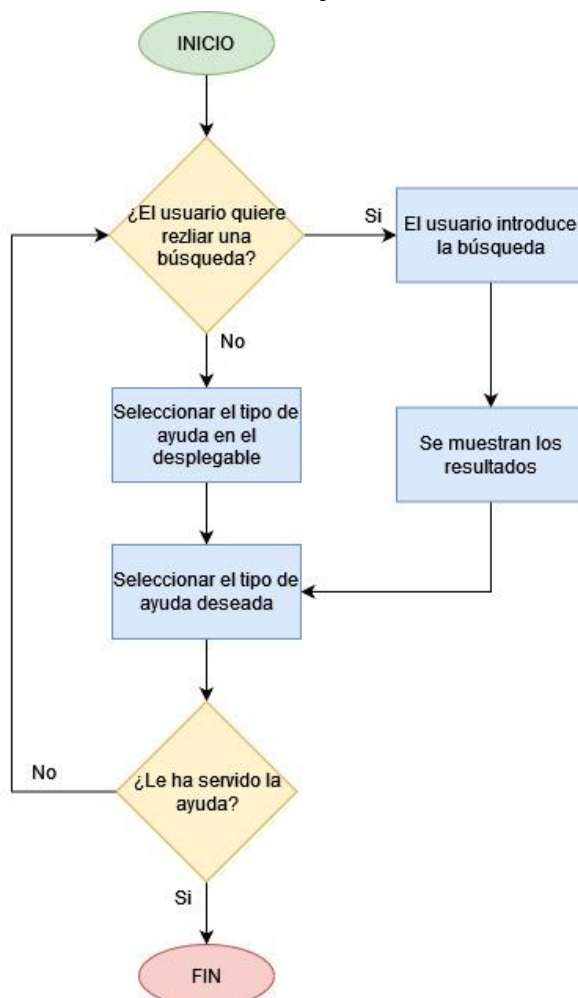 INICIO
¿El usuario quiere
rezliar una
búsqueda?
Si
El usuario introduce
la búsqueda
No
Seleccionar el tipo de
ayuda en el
desplegable
Se muestran los
resultados
Seleccionar el tipo de
ayuda deseada
¿Le ha servido la
ayuda?
No
Si
FIN